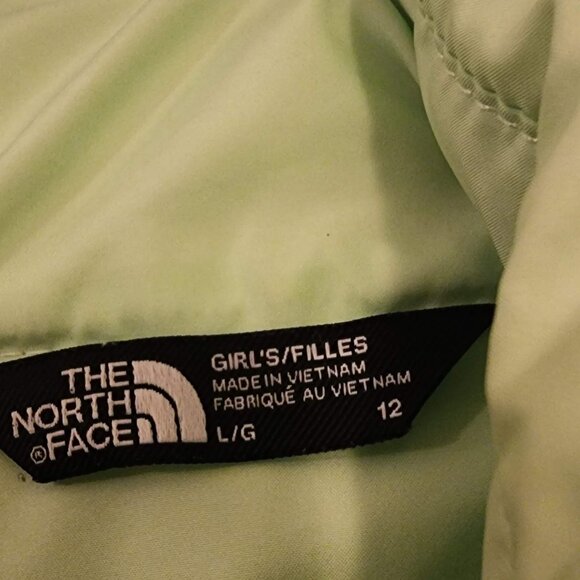 THE
NORTH
®FACE
GIRL'S/FILLES
MADE IN VIETNAM
FABRIQUÉ AU VIETNAM
L/G 12